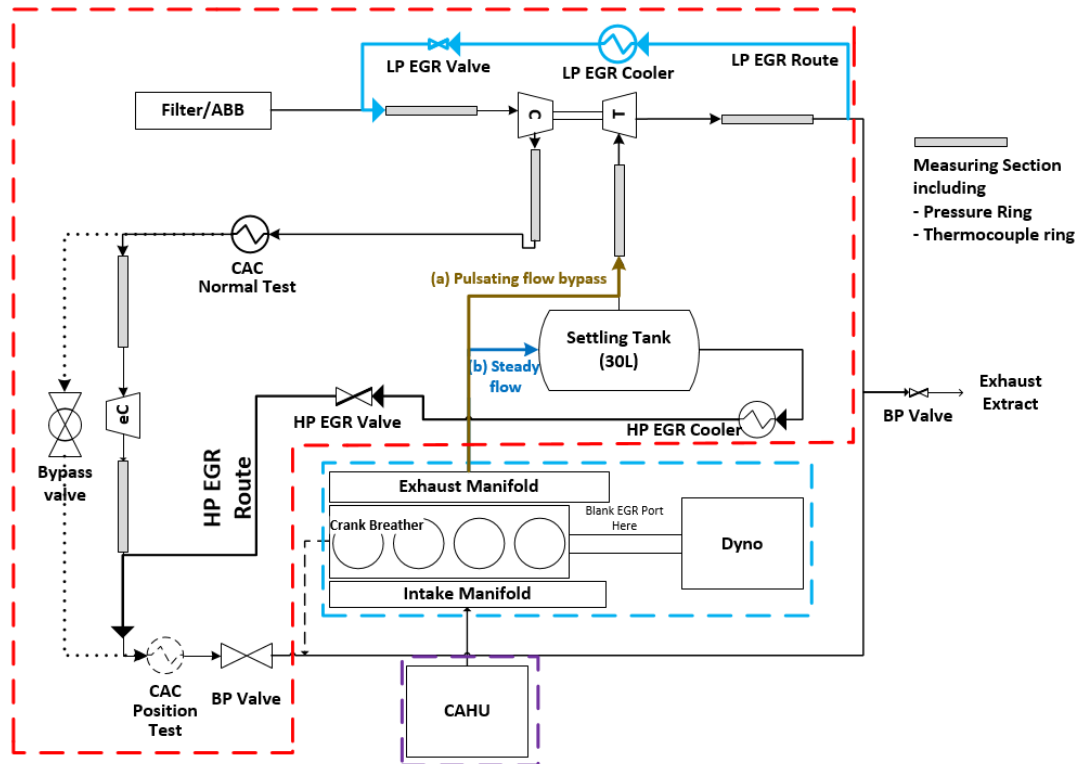 LP EGR Valve
LP EGR Cooler
LP EGR Route
Filter/ABB
C
T
Measuring Section
including
- Pressure Ring
- Thermocouple ring
CAC
Normal Test
(a) Pulsating flow bypass
Settling Tank
(30L)
(b) Steady
flow
eC
Bypass
valve
HP EGR
Route
HP EGR Valve
HP EGR Cooler
BP Valve
Exhaust
Extract
Exhaust Manifold
Crank Breather
Blank EGR Port
Here
Dyno
Intake Manifold
CAC
Position
Test
BP Valve
CAHU